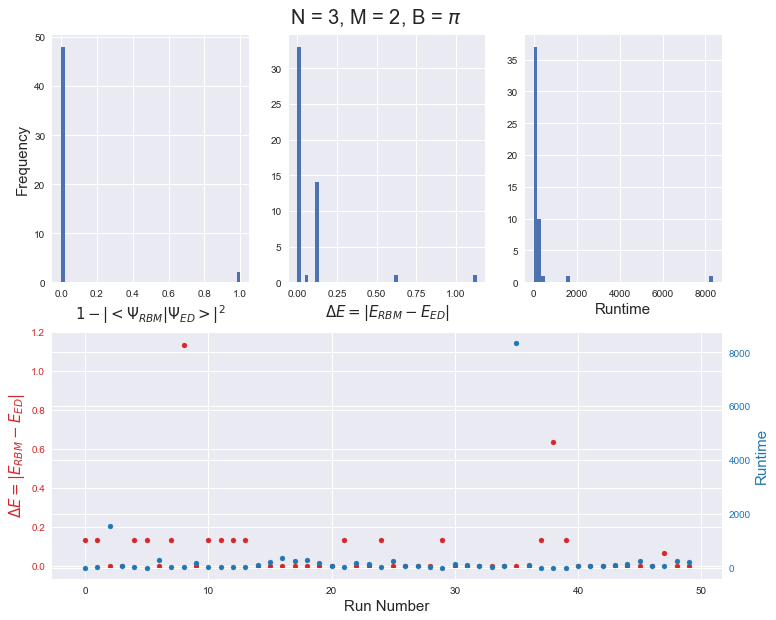 N = 3, M = 2, B = π
Frequency
50
40
30
20
10
0
0.0 0.2 0.4 0.6 0.8 1.0
1 − |< Ψ_RBM|Ψ_ED >|²
30
25
20
15
10
5
0
0.00 0.25 0.50 0.75 1.00
ΔE = |E_RBM − E_ED|
35
30
25
20
15
10
5
0
0 2000 4000 6000 8000
Runtime
ΔE = |E_RBM − E_ED|
1.2
1.0
0.8
0.6
0.4
0.2
0.0
0 10 20 30 40 50
Run Number
8000
6000
4000
2000
0
Runtime